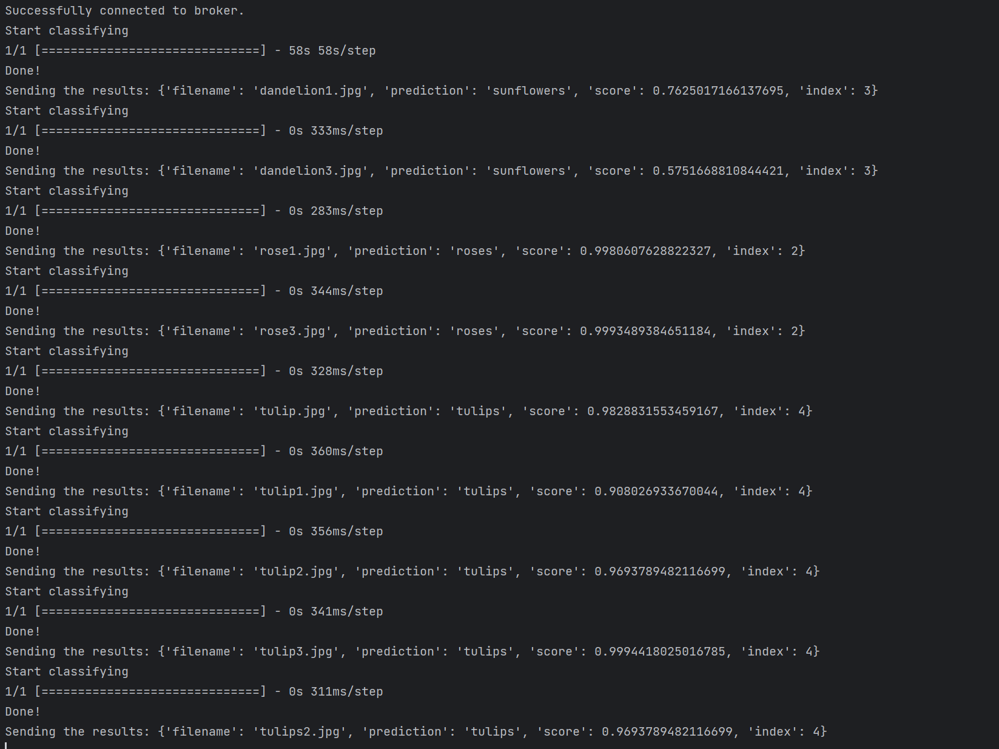 Successfully connected to broker.
Start classifying
1/1 [==============================] - 58s 58s/step
Done!
Sending the results: {'filename': 'dandelion1.jpg', 'prediction': 'sunflowers', 'score': 0.7625017166137695, 'index': 3}
Start classifying
1/1 [==============================] - 0s 333ms/step
Done!
Sending the results: {'filename': 'dandelion3.jpg', 'prediction': 'sunflowers', 'score': 0.5751668810844421, 'index': 3}
Start classifying
1/1 [==============================] - 0s 283ms/step
Done!
Sending the results: {'filename': 'rose1.jpg', 'prediction': 'roses', 'score': 0.9980607628822327, 'index': 2}
Start classifying
1/1 [==============================] - 0s 344ms/step
Done!
Sending the results: {'filename': 'rose3.jpg', 'prediction': 'roses', 'score': 0.9993489384651184, 'index': 2}
Start classifying
1/1 [==============================] - 0s 328ms/step
Done!
Sending the results: {'filename': 'tulip.jpg', 'prediction': 'tulips', 'score': 0.9828831553459167, 'index': 4}
Start classifying
1/1 [==============================] - 0s 360ms/step
Done!
Sending the results: {'filename': 'tulip1.jpg', 'prediction': 'tulips', 'score': 0.908026933670044, 'index': 4}
Start classifying
1/1 [==============================] - 0s 356ms/step
Done!
Sending the results: {'filename': 'tulip2.jpg', 'prediction': 'tulips', 'score': 0.9693789482116699, 'index': 4}
Start classifying
1/1 [==============================] - 0s 341ms/step
Done!
Sending the results: {'filename': 'tulip3.jpg', 'prediction': 'tulips', 'score': 0.9994418025016785, 'index': 4}
Start classifying
1/1 [==============================] - 0s 311ms/step
Done!
Sending the results: {'filename': 'tulips2.jpg', 'prediction': 'tulips', 'score': 0.9693789482116699, 'index': 4}